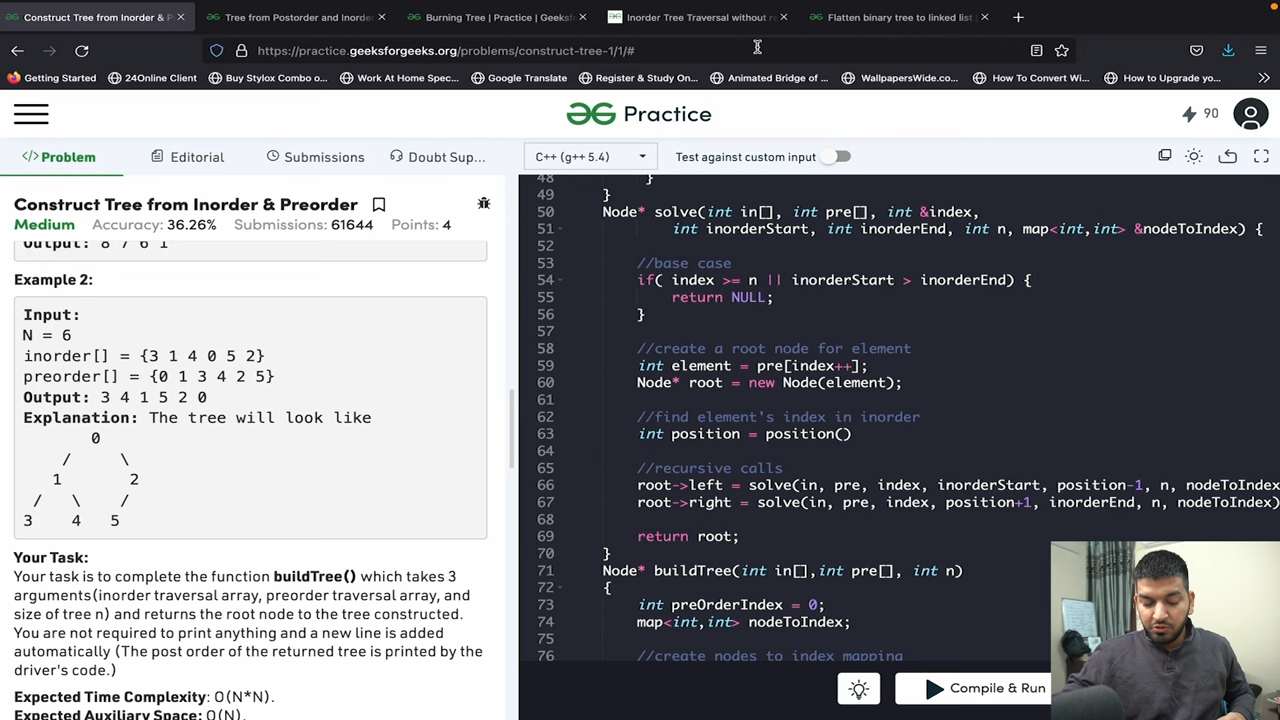 Construct Tree from Inorder & P
Tree from Postorder and Inorder
Burning Tree | Practice | Geeksf
Inorder Tree Traversal without r
Flatten binary tree to linked list
https://practice.geeksforgeeks.org/problems/construct-tree-1/1/#
Getting Started
24Online Client
Buy Stylox Combo o...
Work At Home Spec...
Google Translate
Register & Study On...
Animated Bridge of ...
WallpapersWide.co...
How To Convert Wi...
How to Upgrade yo...
Practice
90
</> Problem
Editorial
Submissions
Doubt Sup...
C++ (g++ 5.4)
Test against custom input
Construct Tree from Inorder & Preorder
Medium Accuracy: 36.26% Submissions: 61644 Points: 4
Output: 8 7 6 1
Example 2:
Input:
N = 6
inorder[] = {3 1 4 0 5 2}
preorder[] = {0 1 3 4 2 5}
Output: 3 4 1 5 2 0
Explanation: The tree will look like
0
/ \
1 2
/ \ /
3 4 5
Your Task:
Your task is to complete the function buildTree() which takes 3
arguments(inorder traversal array, preorder traversal array, and
size of tree n) and returns the root node to the tree constructed.
You are not required to print anything and a new line is added
automatically (The post order of the returned tree is printed by the
driver's code.)
Expected Time Complexity: O(N*N).
Expected Auxiliary Space: O(N).
48 }
49 }
50 Node* solve(int in[], int pre[], int &index,
51 int inorderStart, int inorderEnd, int n, map<int,int> &nodeToIndex) {
52
53 //base case
54 if( index >= n || inorderStart > inorderEnd) {
55 return NULL;
56 }
57
58 //create a root node for element
59 int element = pre[index++];
60 Node* root = new Node(element);
61
62 //find element's index in inorder
63 int position = position()
64
65 //recursive calls
66 root->left = solve(in, pre, index, inorderStart, position-1, n, nodeToIndex
67 root->right = solve(in, pre, index, position+1, inorderEnd, n, nodeToIndex
68
69 return root;
70 }
71 Node* buildTree(int in[],int pre[], int n)
72 {
73 int preOrderIndex = 0;
74 map<int,int> nodeToIndex;
75
76 //create nodes to index mapping
Compile & Run